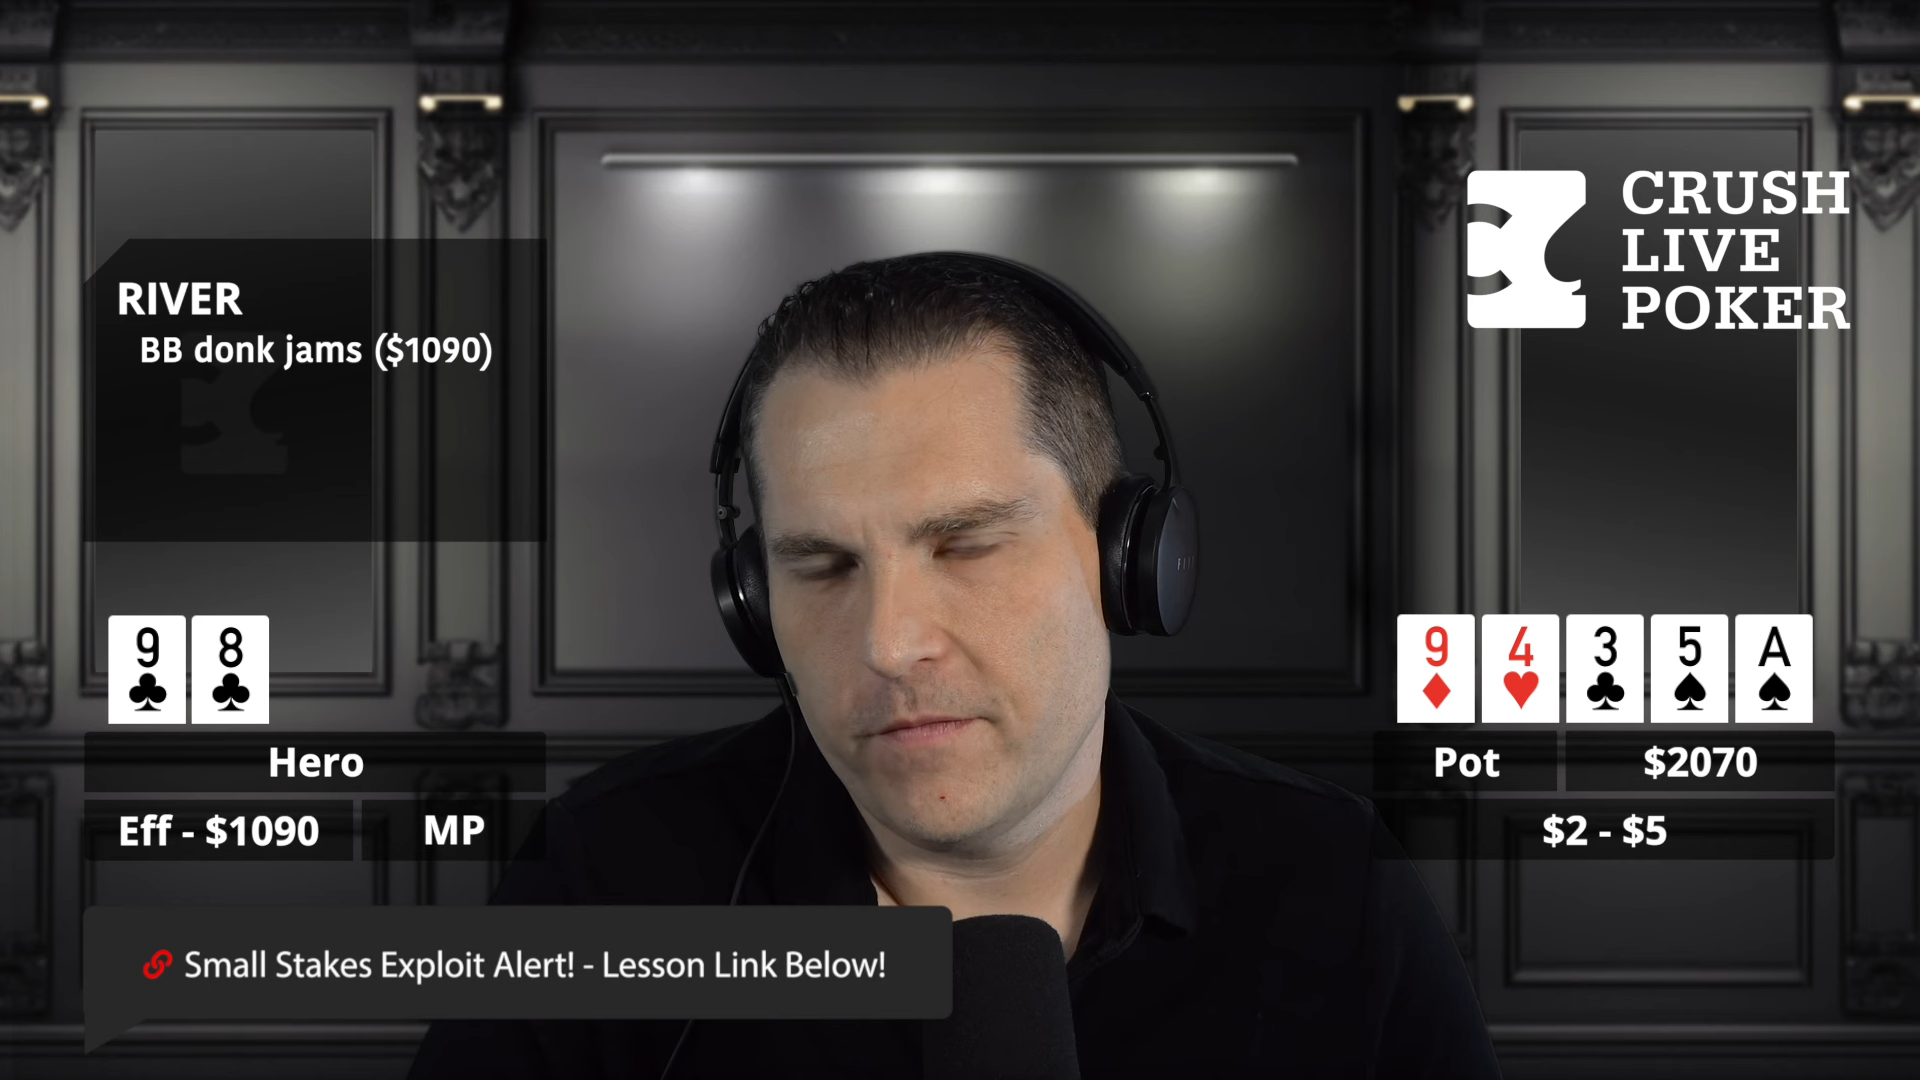 CRUSH
LIVE
POKER
RIVER
BB donk jams ($1090)
9 8
9 4 3 5 A
Hero
Pot $2070
Eff - $1090 MP
$2 - $5
Small Stakes Exploit Alert! - Lesson Link Below!